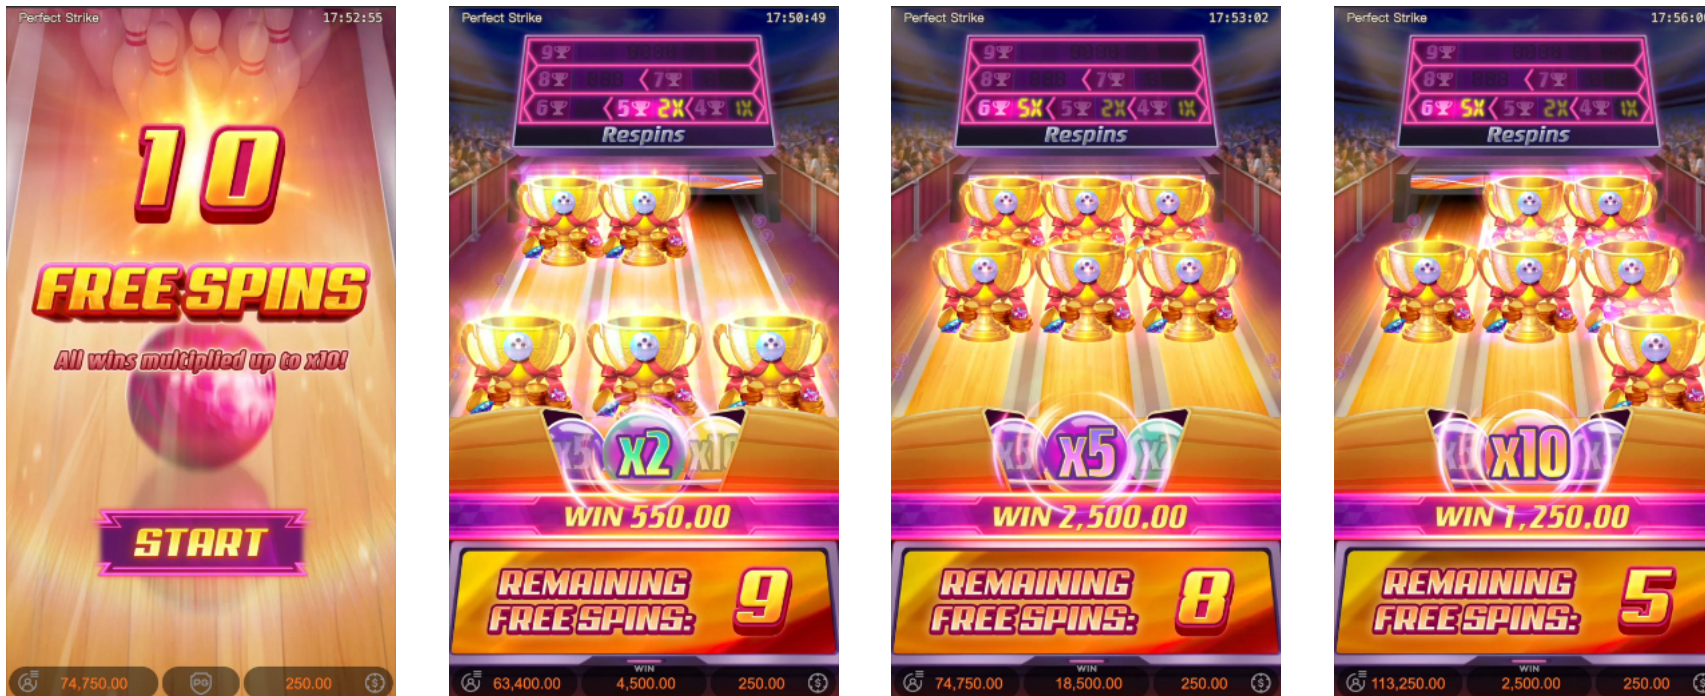 Perfect Strike 17:52:55
10
FREE SPINS
All wins multiplied up to x10!
START
PG
74,750.00 250.00
Perfect Strike 17:50:49
9
8 7
6 5 2X 4 1X
Respins
x5 x2 x10
WIN 550.00
REMAINING
FREE SPINS: 9
WIN
63,400.00 4,500.00 250.00
Perfect Strike 17:53:02
9
8 7
6 5X 5 2X 4 1X
Respins
x5 x5 x2
WIN 2,500.00
REMAINING
FREE SPINS: 8
WIN
74,750.00 18,500.00 250.00
Perfect Strike
9
8 7
6 5X 5 2X 4 1X
Respins
x10
WIN 1,250.00
REMAINING
FREE SPINS: 5
WIN
113,250.00 2,500.00 250.00